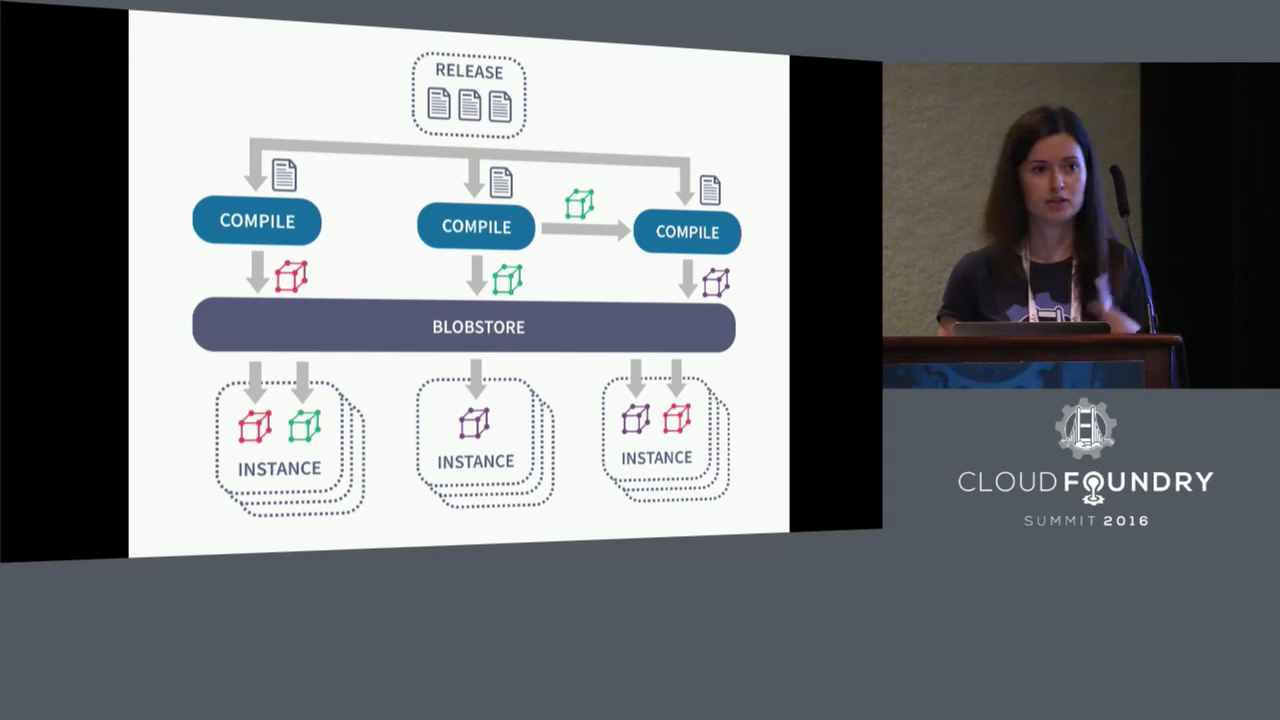 RELEASE
COMPILE
COMPILE
COMPILE
BLOBSTORE
INSTANCE
INSTANCE
INSTANCE
CLOUD FOUNDRY
SUMMIT 2016